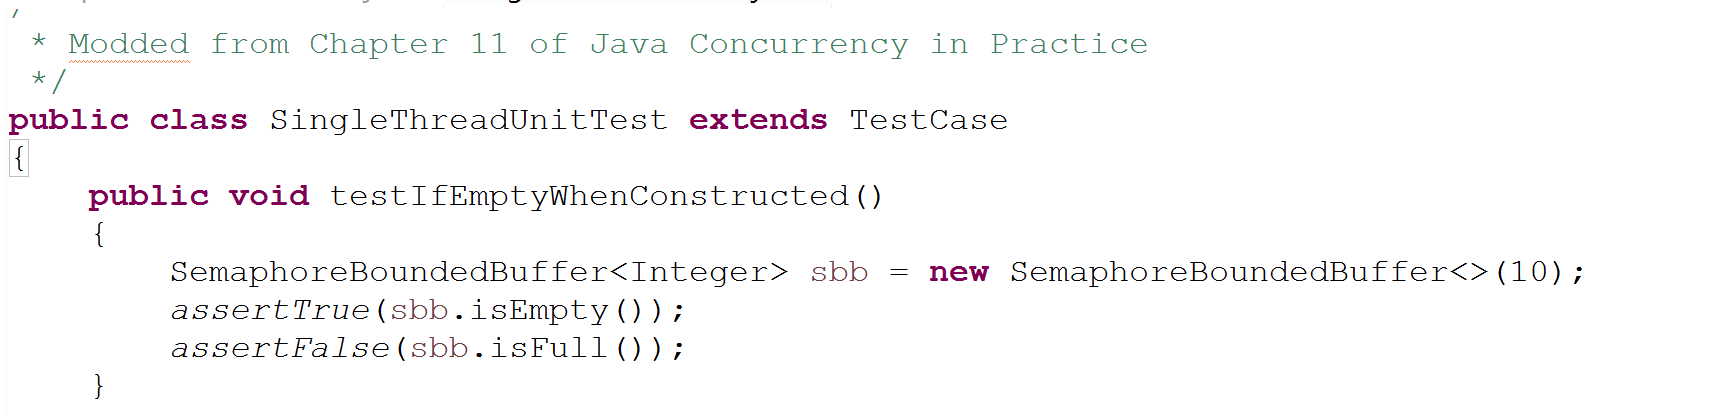 * Modded from Chapter 11 of Java Concurrency in Practice
*/
public class SingleThreadUnitTest extends TestCase
{
public void testIfEmptyWhenConstructed()
{
SemaphoreBoundedBuffer<Integer> sbb = new SemaphoreBoundedBuffer<>(10);
assertTrue(sbb.isEmpty());
assertFalse(sbb.isFull());
}